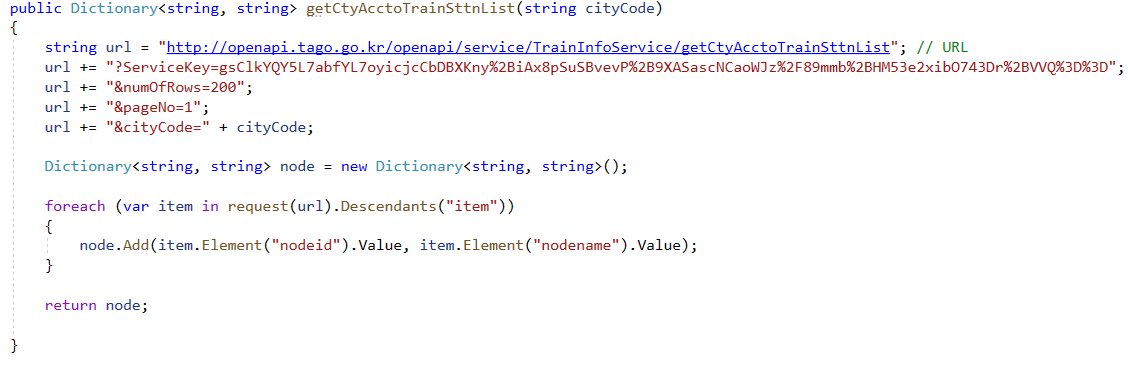 public Dictionary<string, string> getCtyAcctoTrainSttnList(string cityCode)
{
string url = "http://openapi.tago.go.kr/openapi/service/TrainInfoService/getCtyAcctoTrainSttnList"; // URL
url += "?ServiceKey=gsClkYQY5L7abfYL7oyicjcCbDBXKny%2BiAx8pSuSBvevP%2B9XASascNCaoWJz%2F89mmb%2BHM53e2xibO743Dr%2BVVQ%3D%3D";
url += "&numOfRows=200";
url += "&pageNo=1";
url += "&cityCode=" + cityCode;
Dictionary<string, string> node = new Dictionary<string, string>();
foreach (var item in request(url).Descendants("item"))
{
node.Add(item.Element("nodeid").Value, item.Element("nodename").Value);
}
return node;
}